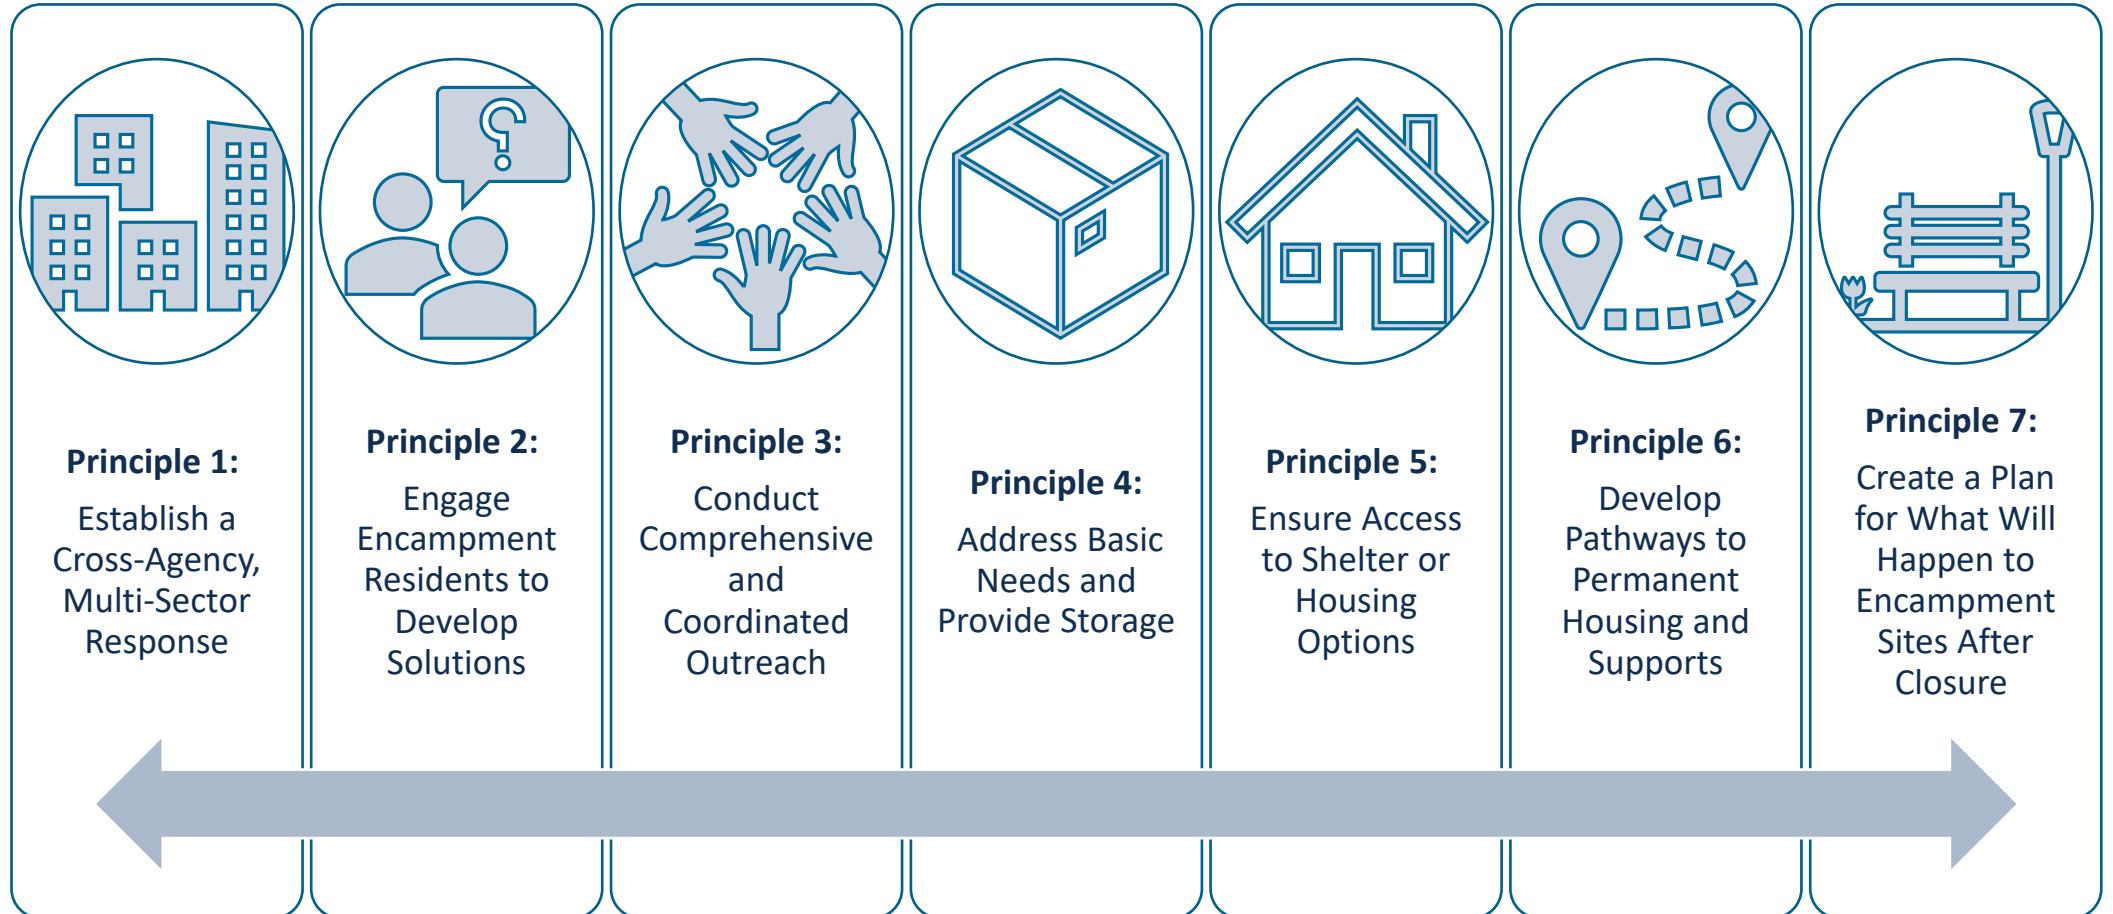 Principle 1:
Establish a
Cross-Agency,
Multi-Sector
Response
Principle 2:
Engage
Encampment
Residents to
Develop
Solutions
Principle 3:
Conduct
Comprehensive
and
Coordinated
Outreach
Principle 4:
Address Basic
Needs and
Provide Storage
Principle 5:
Ensure Access
to Shelter or
Housing
Options
Principle 6:
Develop
Pathways to
Permanent
Housing and
Supports
Principle 7:
Create a Plan
for What Will
Happen to
Encampment
Sites After
Closure